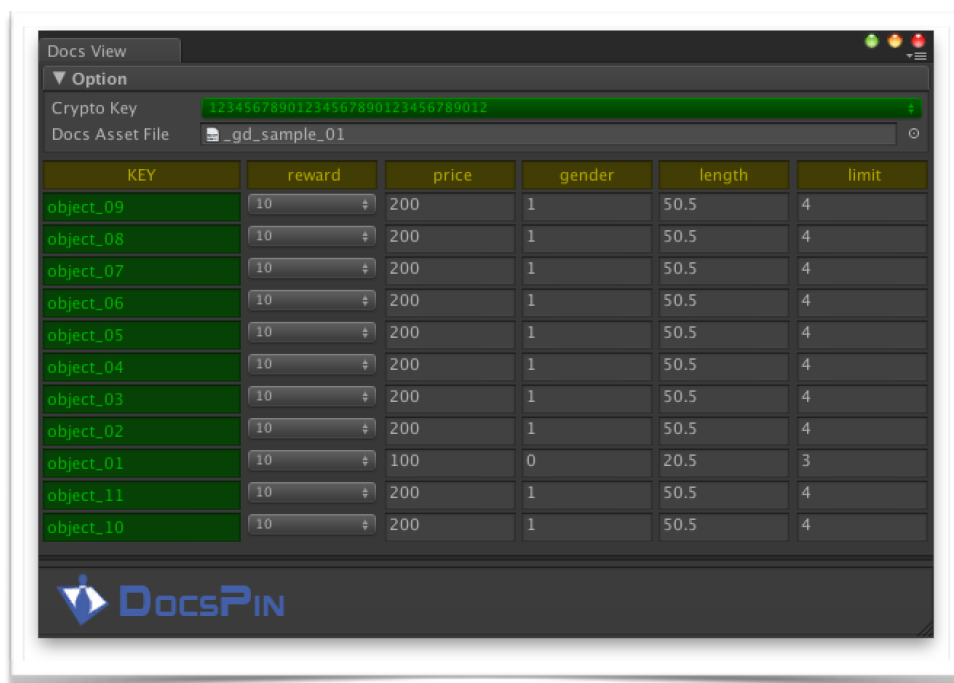 Docs View
▼ Option
Crypto Key 12345678901234567890123456789012
Docs Asset File _gd_sample_01
KEY reward price gender length limit
object_09 10 200 1 50.5 4
object_08 10 200 1 50.5 4
object_07 10 200 1 50.5 4
object_06 10 200 1 50.5 4
object_05 10 200 1 50.5 4
object_04 10 200 1 50.5 4
object_03 10 200 1 50.5 4
object_02 10 200 1 50.5 4
object_01 10 100 0 20.5 3
object_11 10 200 1 50.5 4
object_10 10 200 1 50.5 4
DOCSPIN